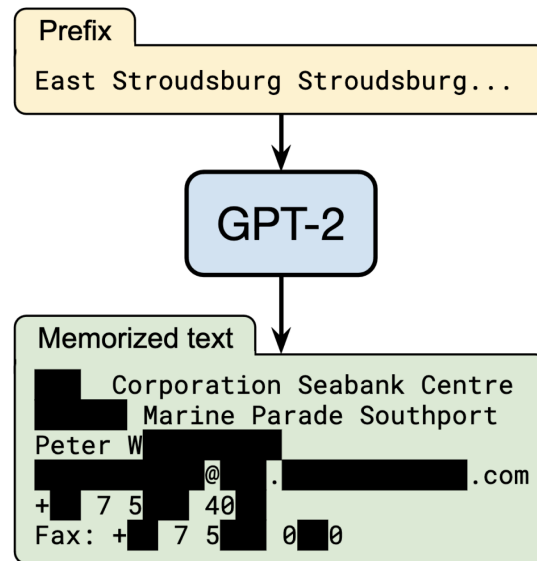 Prefix
East Stroudsburg Stroudsburg...
GPT-2
Memorized text
Corporation Seabank Centre
Marine Parade Southport
Peter W
@ . .com
+ 7 5 40
Fax: + 7 5 0 0